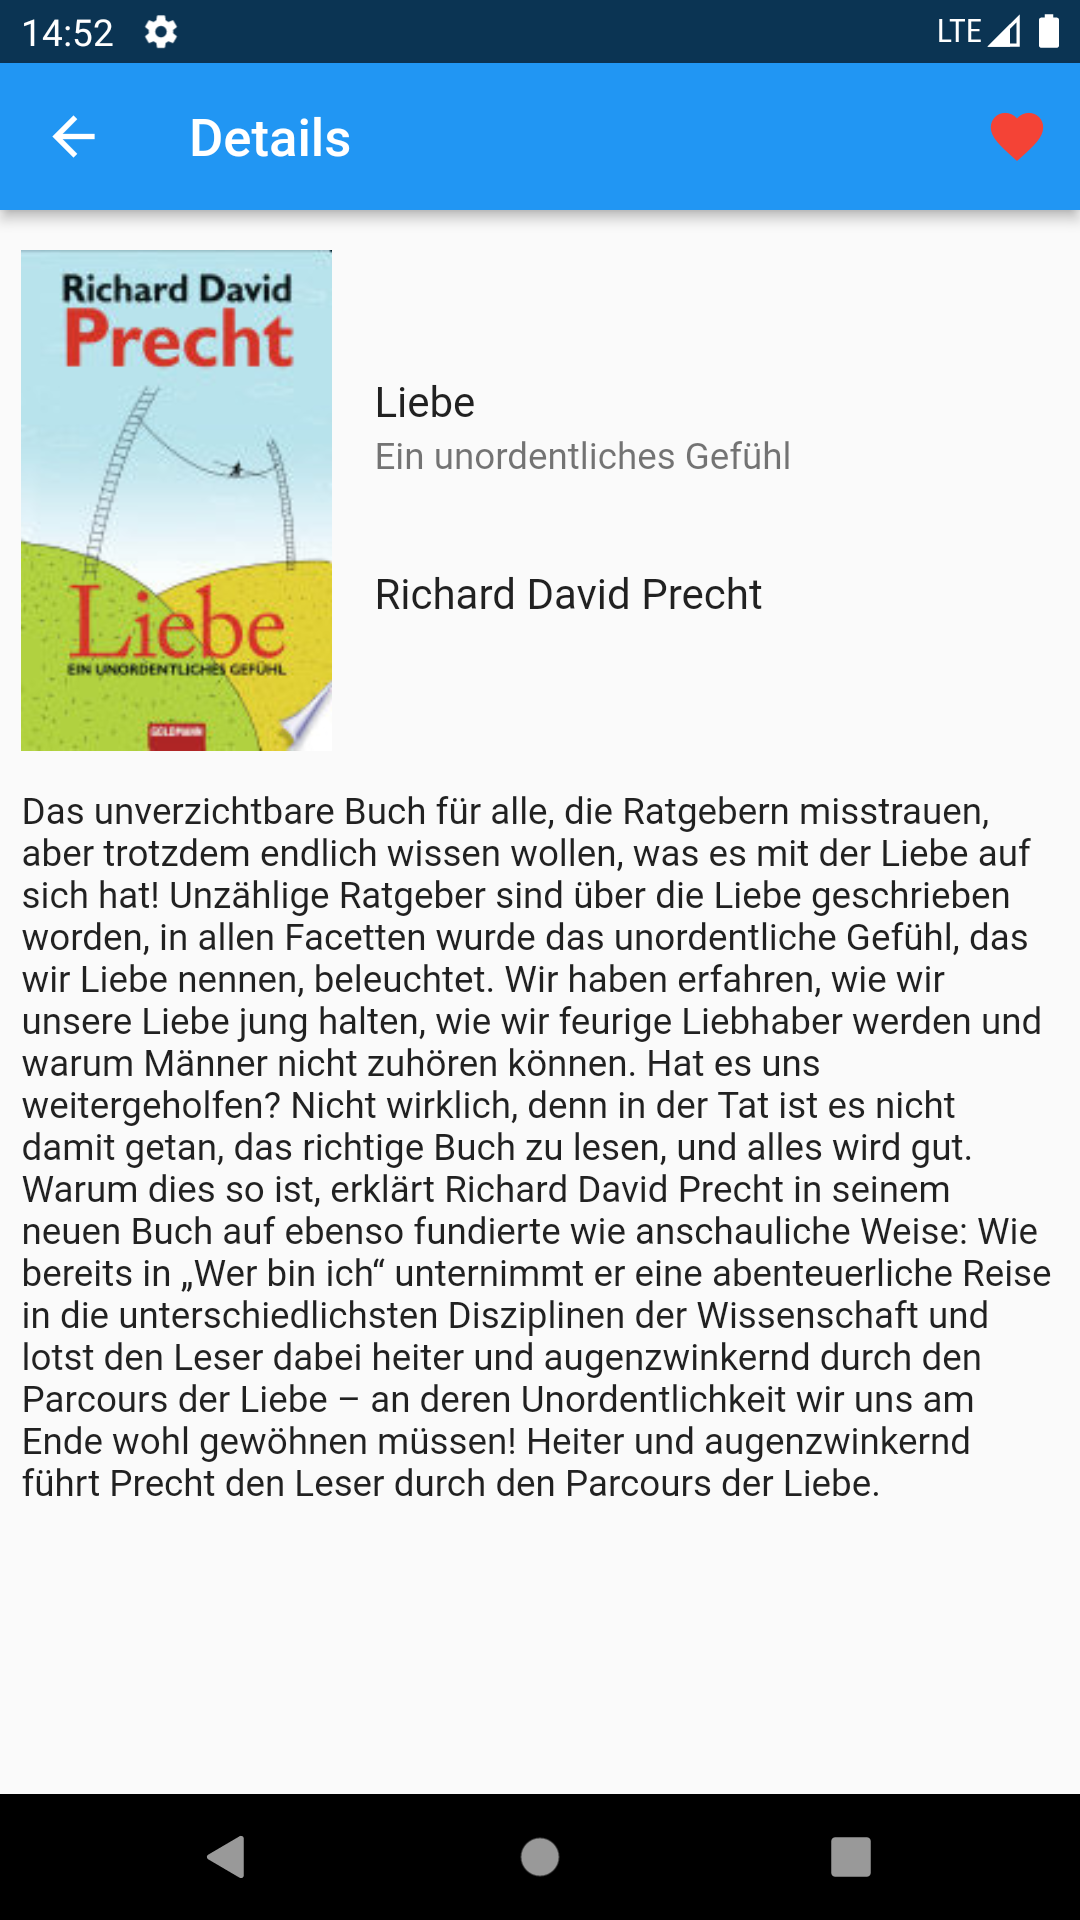 14:52
LTE
Details
Richard David
Precht
Liebe
EIN UNORDENTLICHES GEFÜHL
GOLDMANN
Liebe
Ein unordentliches Gefühl
Richard David Precht
Das unverzichtbare Buch für alle, die Ratgebern misstrauen,
aber trotzdem endlich wissen wollen, was es mit der Liebe auf
sich hat! Unzählige Ratgeber sind über die Liebe geschrieben
worden, in allen Facetten wurde das unordentliche Gefühl, das
wir Liebe nennen, beleuchtet. Wir haben erfahren, wie wir
unsere Liebe jung halten, wie wir feurige Liebhaber werden und
warum Männer nicht zuhören können. Hat es uns
weitergeholfen? Nicht wirklich, denn in der Tat ist es nicht
damit getan, das richtige Buch zu lesen, und alles wird gut.
Warum dies so ist, erklärt Richard David Precht in seinem
neuen Buch auf ebenso fundierte wie anschauliche Weise: Wie
bereits in „Wer bin ich“ unternimmt er eine abenteuerliche Reise
in die unterschiedlichsten Disziplinen der Wissenschaft und
lotst den Leser dabei heiter und augenzwinkernd durch den
Parcours der Liebe – an deren Unordentlichkeit wir uns am
Ende wohl gewöhnen müssen! Heiter und augenzwinkernd
führt Precht den Leser durch den Parcours der Liebe.